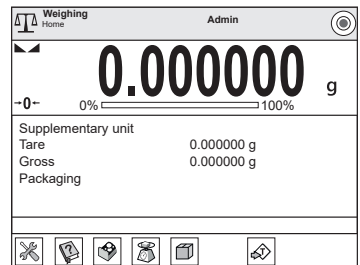 Weighing
Home
Admin
0.000000 g
→0←
0% 100%
Supplementary unit
Tare 0.000000 g
Gross 0.000000 g
Packaging
T